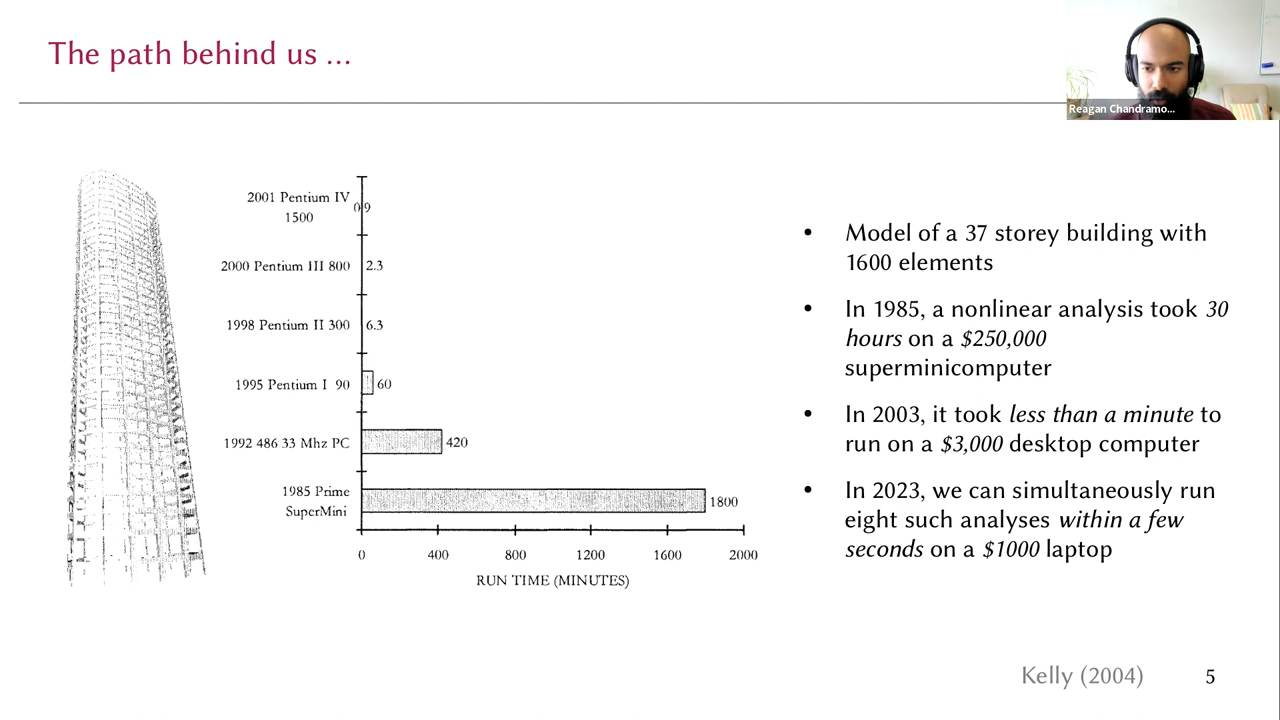 The path behind us ...
Reagan Chandramo...
2001 Pentium IV
1500
0.9
2000 Pentium III 800
2.3
1998 Pentium II 300
6.3
1995 Pentium I 90
60
1992 486 33 Mhz PC
420
1985 Prime
SuperMini
1800
0 400 800 1200 1600 2000
RUN TIME (MINUTES)
• Model of a 37 storey building with
1600 elements
• In 1985, a nonlinear analysis took 30
hours on a $250,000
superminicomputer
• In 2003, it took less than a minute to
run on a $3,000 desktop computer
• In 2023, we can simultaneously run
eight such analyses within a few
seconds on a $1000 laptop
Kelly (2004)
5